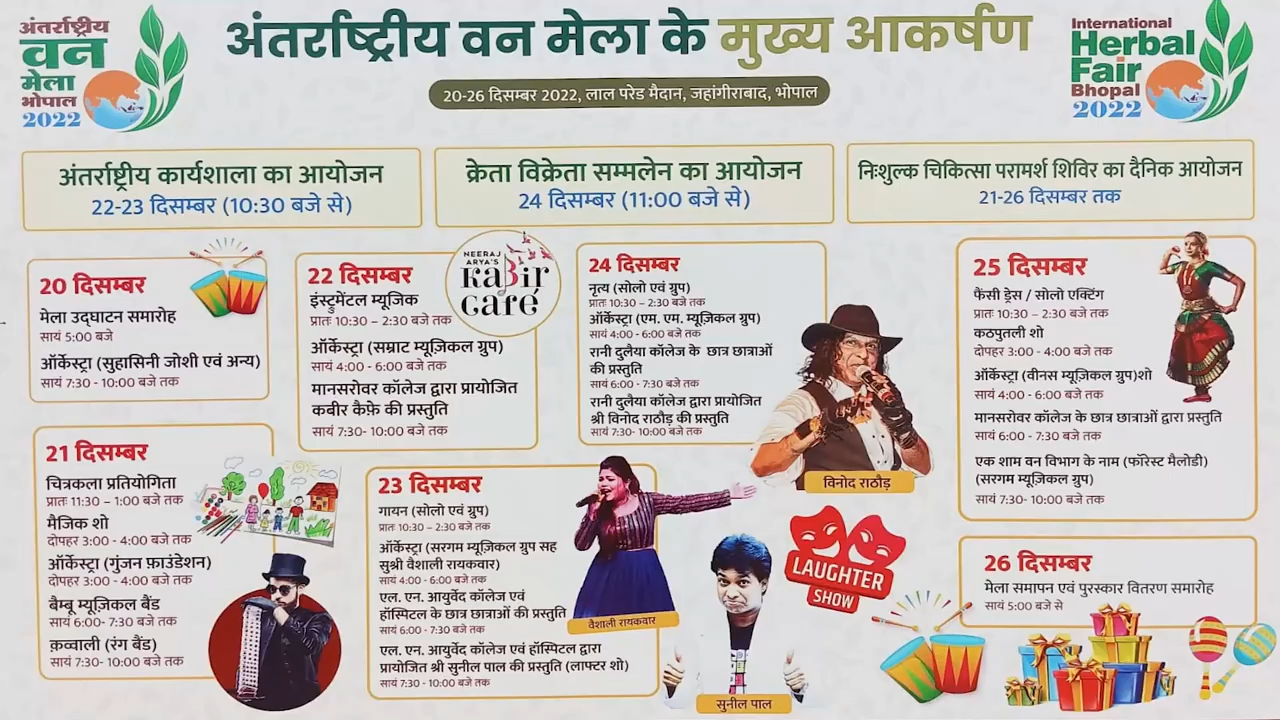 अंतर्राष्ट्रीय
वन
मेला
भोपाल
2022
अंतर्राष्ट्रीय वन मेला के मुख्य आकर्षण
20-26 दिसम्बर 2022, लाल परेड मैदान, जहांगीराबाद, भोपाल
International
Herbal
Fair
Bhopal
2022
अंतर्राष्ट्रीय कार्यशाला का आयोजन
22-23 दिसम्बर (10:30 बजे से)
क्रेता विक्रेता सम्मलेन का आयोजन
24 दिसम्बर (11:00 बजे से)
निःशुल्क चिकित्सा परामर्श शिविर का दैनिक आयोजन
21-26 दिसम्बर तक
20 दिसम्बर
मेला उद्घाटन समारोह
सायं 5:00 बजे
ऑर्केस्ट्रा (सुहासिनी जोशी एवं अन्य)
सायं 7:30 - 10:00 बजे तक
21 दिसम्बर
चित्रकला प्रतियोगिता
प्रातः 11:30 – 1:00 बजे तक
मैजिक शो
दोपहर 3:00 - 4:00 बजे तक
ऑर्केस्ट्रा (गुंजन फ़ाउंडेशन)
दोपहर 3:00 - 4:00 बजे तक
बैम्बू म्यूज़िकल बैंड
सायं 6:00- 7:30 बजे तक
क़व्वाली (रंग बैंड)
सायं 7:30- 10:00 बजे तक
22 दिसम्बर
इंस्ट्रुमेंटल म्यूजिक
प्रातः 10:30 – 2:30 बजे तक
ऑर्केस्ट्रा (सम्राट म्यूज़िकल ग्रुप)
सायं 4:00 - 6:00 बजे तक
मानसरोवर कॉलेज द्वारा प्रायोजित
कबीर कैफ़े की प्रस्तुति
सायं 7:30- 10:00 बजे तक
NEERAJ
ARYA'S
KABIR
café
23 दिसम्बर
गायन (सोलो एवं ग्रुप)
प्रातः 10:30 – 2:30 बजे तक
ऑर्केस्ट्रा (सरगम म्यूज़िकल ग्रुप सह
सुश्री वैशाली रायकवार)
सायं 4:00 - 6:00 बजे तक
एल. एन. आयुर्वेद कॉलेज एवं
हॉस्पिटल के छात्र छात्राओं की प्रस्तुति
सायं 6:00 - 7:30 बजे तक
एल. एन. आयुर्वेद कॉलेज एवं हॉस्पिटल द्वारा
प्रायोजित श्री सुनील पाल की प्रस्तुति (लाफ्टर शो)
सायं 7:30 - 10:00 बजे तक
वैशाली रायकवार
24 दिसम्बर
नृत्य (सोलो एवं ग्रुप)
प्रातः 10:30 – 2:30 बजे तक
ऑर्केस्ट्रा (एम. एम. म्यूज़िकल ग्रुप)
सायं 4:00 - 6:00 बजे तक
रानी दुलैया कॉलेज के छात्र छात्राओं
की प्रस्तुति
सायं 6:00 - 7:30 बजे तक
रानी दुलैया कॉलेज द्वारा प्रायोजित
श्री विनोद राठौड़ की प्रस्तुति
सायं 7:30- 10:00 बजे तक
विनोद राठौड़
LAUGHTER
SHOW
सुनील पाल
25 दिसम्बर
फैंसी ड्रेस / सोलो एक्टिंग
प्रातः 10:30 – 2:30 बजे तक
कठपुतली शो
दोपहर 3:00 - 4:00 बजे तक
ऑर्केस्ट्रा (वीनस म्यूज़िकल ग्रुप)शो
सायं 4:00 - 6:00 बजे तक
मानसरोवर कॉलेज के छात्र छात्राओं द्वारा प्रस्तुति
सायं 6:00 - 7:30 बजे तक
एक शाम वन विभाग के नाम (फॉरेस्ट मैलोडी)
(सरगम म्यूज़िकल ग्रुप)
सायं 7:30- 10:00 बजे तक
26 दिसम्बर
मेला समापन एवं पुरस्कार वितरण समारोह
सायं 5:00 बजे से